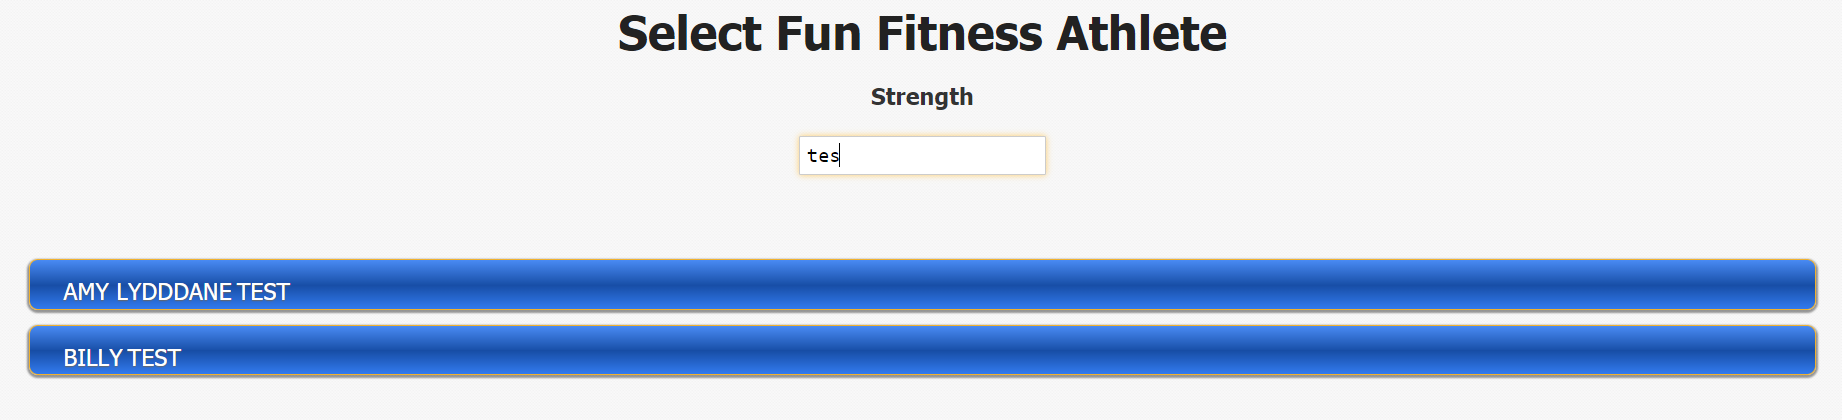 Select Fun Fitness Athlete
Strength
tes
AMY LYDDDANE TEST
BILLY TEST